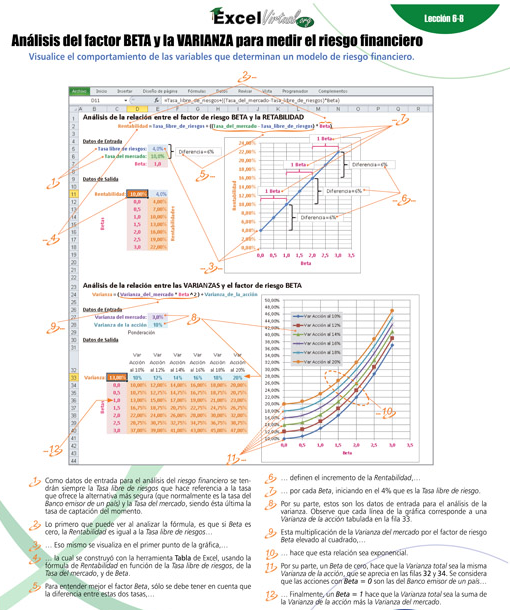 Excel Virtual.org
Lección 6-8
Análisis del factor BETA y la VARIANZA para medir el riesgo financiero
Visualice el comportamiento de las variables que determinan un modelo de riesgo financiero.
2
Archivo Inicio Insertar Diseño de página Fórmulas Datos Revisar Vista Programador Complementos
D11 fx =Tasa_libre_de_riesgos+((Tasa_del_mercado-Tasa_libre_de_riesgos)*Beta)
Análisis de la relación entre el factor de riesgo BETA y la RETABILIDAD
Rentabilidad = Tasa_libre_de_riesgos + ((Tasa_del_mercado - Tasa_libre_de_riesgos) * Beta)
Datos de Entrada
Tasa libre de riesgos: 4,0%
Tasa del mercado: 10,0%
Diferencia=6%
Beta: 1,0
Datos de Salida
Rentabilidad: 10,00% 4,0%
0,0 4,00%
0,5 7,00%
1,0 10,00%
1,5 13,00%
2,0 16,00%
2,5 19,00%
3,0 22,00%
Betas
Rentabilidades
24,00%
22,00%
20,00%
18,00%
16,00%
14,00%
12,00%
10,00%
8,00%
6,00%
4,00%
2,00%
0,00%
Rentabilidad
1 Beta
1 Beta
1 Beta
Diferencia=6%
Diferencia=6%
Diferencia=6%
0,0 0,5 1,0 1,5 2,0 2,5 3,0 3,5
Beta
Análisis de la relación entre las VARIANZAS y el factor de riesgo BETA
Varianza = ( Varianza_del_mercado * Beta ^ 2 ) + Varianza_de_la_acción
Datos de Entrada
Varianza del mercado: 3,0%
Varianza de la acción: 10%
Ponderación
Datos de Salida
Var Var Var Var Var Var
Acción Acción Acción Acción Acción Acción
al 10% al 12% al 14% al 16% al 18% al 20%
Varianza: 13,00% 10% 12% 14% 16% 18% 20%
0,0 10,00% 12,00% 14,00% 16,00% 18,00% 20,00%
0,5 10,75% 12,75% 14,75% 16,75% 18,75% 20,75%
1,0 13,00% 15,00% 17,00% 19,00% 21,00% 23,00%
1,5 16,75% 18,75% 20,75% 22,75% 24,75% 26,75%
2,0 22,00% 24,00% 26,00% 28,00% 30,00% 32,00%
2,5 28,75% 30,75% 32,75% 34,75% 36,75% 38,75%
3,0 37,00% 39,00% 41,00% 43,00% 45,00% 47,00%
Betas
50,00%
48,00%
46,00%
44,00%
42,00%
40,00%
38,00%
36,00%
34,00%
32,00%
30,00%
28,00%
26,00%
24,00%
22,00%
20,00%
18,00%
16,00%
14,00%
12,00%
10,00%
Var Acción al 10%
Var Acción al 12%
Var Acción al 14%
Var Acción al 16%
Var Acción al 18%
Var Acción al 20%
0,0 0,5 1,0 1,5 2,0 2,5 3,0 3,5
Beta
1 Como datos de entrada para el análisis del riesgo financiero se ten-
drán siempre la Tasa libre de riesgos que hace referencia a la tasa
que ofrece la alternativa más segura (que normalmente es la tasa del
Banco emisor de un país) y la Tasa del mercado, siendo ésta última la
tasa de captación del momento.
2 Lo primero que puede ver al analizar la fórmula, es que si Beta es
cero, la Rentabilidad es igual a la Tasa libre de riesgos…
3 … Eso mismo se visualiza en el primer punto de la gráfica,…
4 … la cual se construyó con la herramienta Tabla de Excel, usando la
fórmula de Rentabilidad en función de la Tasa libre de riesgos, de la
Tasa del mercado, y de Beta.
5 Para entender mejor el factor Beta, sólo se debe tener en cuenta que
la diferencia entre estas dos tasas,…
6 … definen el incremento de la Rentabilidad,…
7 … por cada Beta, iniciando en el 4% que es la Tasa libre de riesgo.
8 Por su parte, estos son los datos de entrada para el análisis de la
varianza. Observe que cada línea de la gráfica corresponde a una
Varianza de la acción tabulada en la fila 33.
9 Esta multiplicación de la Varianza del mercado por el factor de riesgo
Beta elevado al cuadrado,…
10 … hace que esta relación sea exponencial.
11 Por su parte, un Beta de cero, hace que la Varianza total sea la misma
Varianza de la acción, que se aprecia en las filas 32 y 34. Se considera
que las acciones con Beta = 0 son las del Banco emisor de un país…
12 … Finalmente, un Beta = 1 hace que la Varianza total sea la suma de
la Varianza de la acción más la Varianza del mercado.